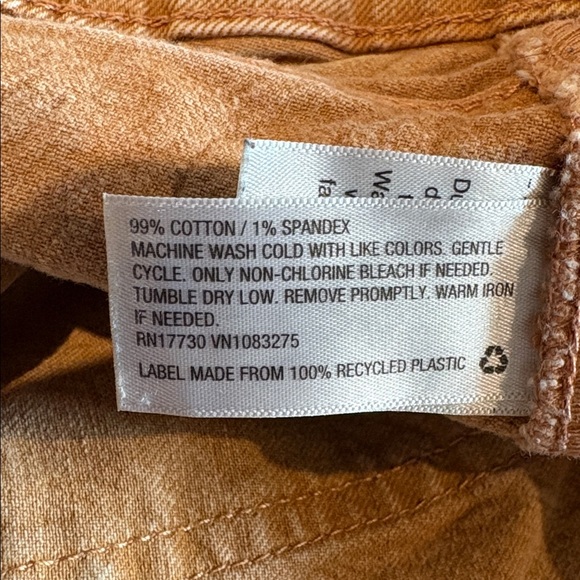 99% COTTON / 1% SPANDEX
MACHINE WASH COLD WITH LIKE COLORS. GENTLE
CYCLE. ONLY NON-CHLORINE BLEACH IF NEEDED.
TUMBLE DRY LOW. REMOVE PROMPTLY. WARM IRON
IF NEEDED.
RN17730 VN1083275
LABEL MADE FROM 100% RECYCLED PLASTIC